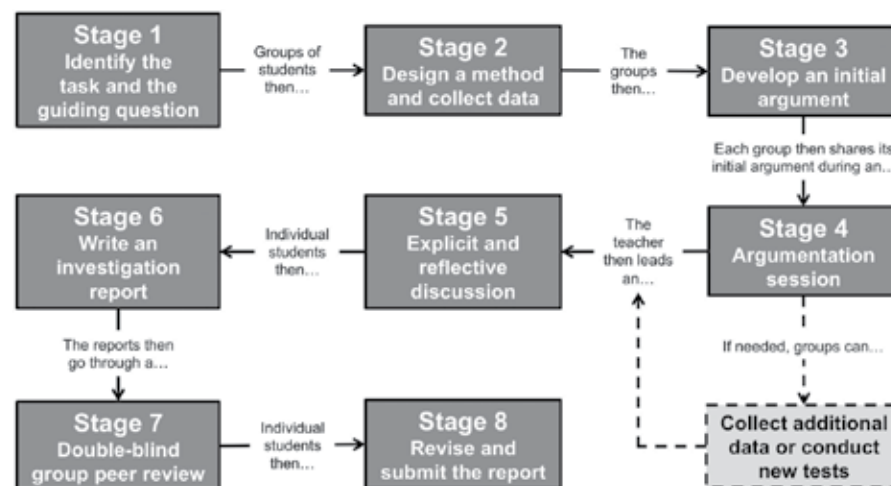 Stage 1
Identify the
task and the
guiding question
Groups of
students
then...
Stage 2
Design a method
and collect data
The
groups
then...
Stage 3
Develop an initial
argument
Each group then shares its
initial argument during an...
Stage 4
Argumentation
session
The
teacher
then leads
an...
Stage 5
Explicit and
reflective
discussion
Individual
students
then...
Stage 6
Write an
investigation
report
If needed, groups can...
Collect additional
data or conduct
new tests
The reports then
go through a...
Stage 7
Double-blind
group peer review
Individual
students
then...
Stage 8
Revise and
submit the report